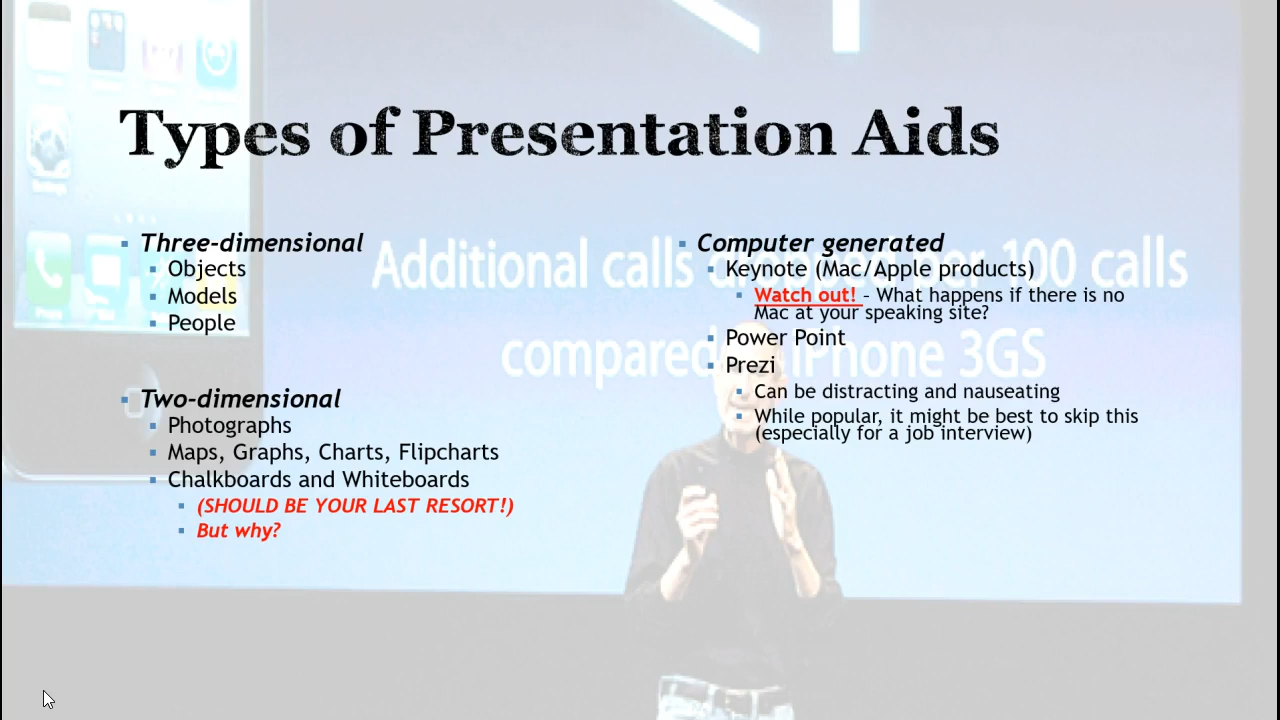 Types of Presentation Aids
Three-dimensional
Objects
Models
People
Two-dimensional
Photographs
Maps, Graphs, Charts, Flipcharts
Chalkboards and Whiteboards
(SHOULD BE YOUR LAST RESORT!)
But why?
Computer generated
Keynote (Mac/Apple products)
Watch out! – What happens if there is no
Mac at your speaking site?
Power Point
Prezi
Can be distracting and nauseating
While popular, it might be best to skip this
(especially for a job interview)
Additional calls dropped per 100 calls
compared iPhone 3GS